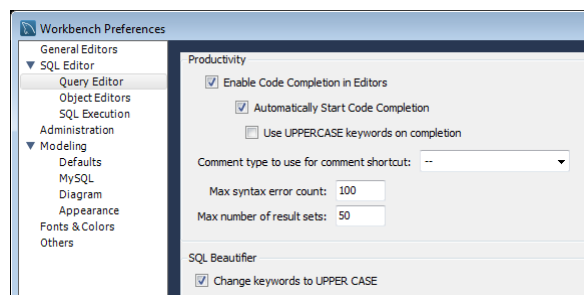 Workbench Preferences
General Editors
SQL Editor
Query Editor
Object Editors
SQL Execution
Administration
Modeling
Defaults
MySQL
Diagram
Appearance
Fonts & Colors
Others
Productivity
Enable Code Completion in Editors
Automatically Start Code Completion
Use UPPERCASE keywords on completion
Comment type to use for comment shortcut: --
Max syntax error count: 100
Max number of result sets: 50
SQL Beautifier
Change keywords to UPPER CASE